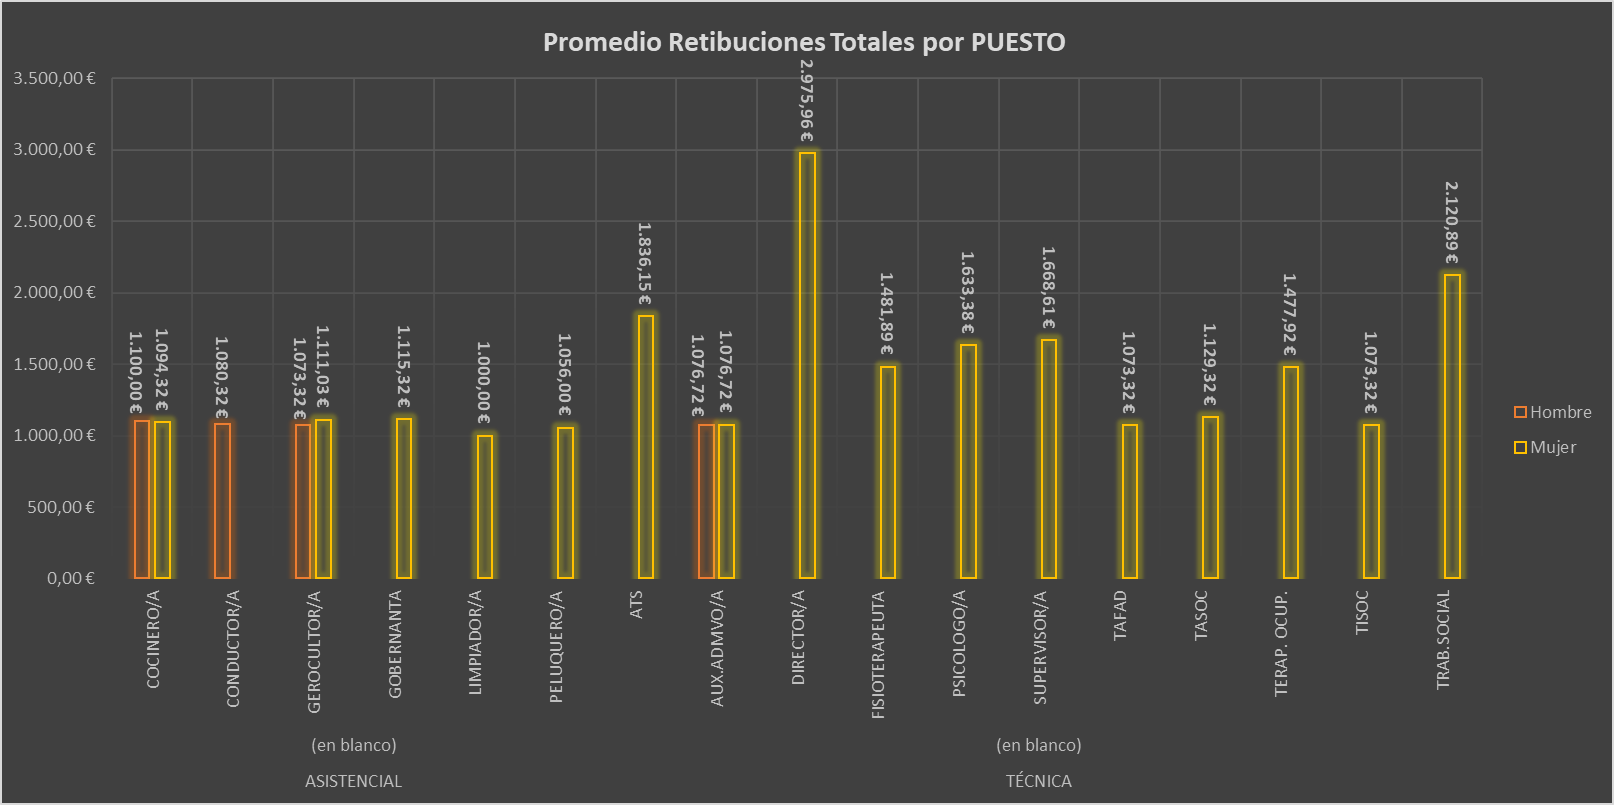 Promedio Retibuciones Totales por PUESTO
3.500,00 €
3.000,00 €
2.500,00 €
2.000,00 €
1.500,00 €
1.000,00 €
500,00 €
0,00 €
1.100,00 €
1.094,32 €
1.080,32 €
1.073,32 €
1.111,03 €
1.115,32 €
1.000,00 €
1.056,00 €
1.836,15 €
1.076,72 €
1.076,72 €
2.975,96 €
1.481,89 €
1.633,38 €
1.668,61 €
1.073,32 €
1.129,32 €
1.477,92 €
1.073,32 €
2.120,89 €
Hombre
Mujer
COCINERO/A
CONDUCTOR/A
GEROCULTOR/A
GOBERNANTA
LIMPIADOR/A
PELUQUERO/A
ATS
AUX.ADMVO/A
DIRECTOR/A
FISIOTERAPEUTA
PSICOLOGO/A
SUPERVISOR/A
TAFAD
TASOC
TERAP. OCUP.
TISOC
TRAB.SOCIAL
(en blanco)
(en blanco)
ASISTENCIAL
TÉCNICA